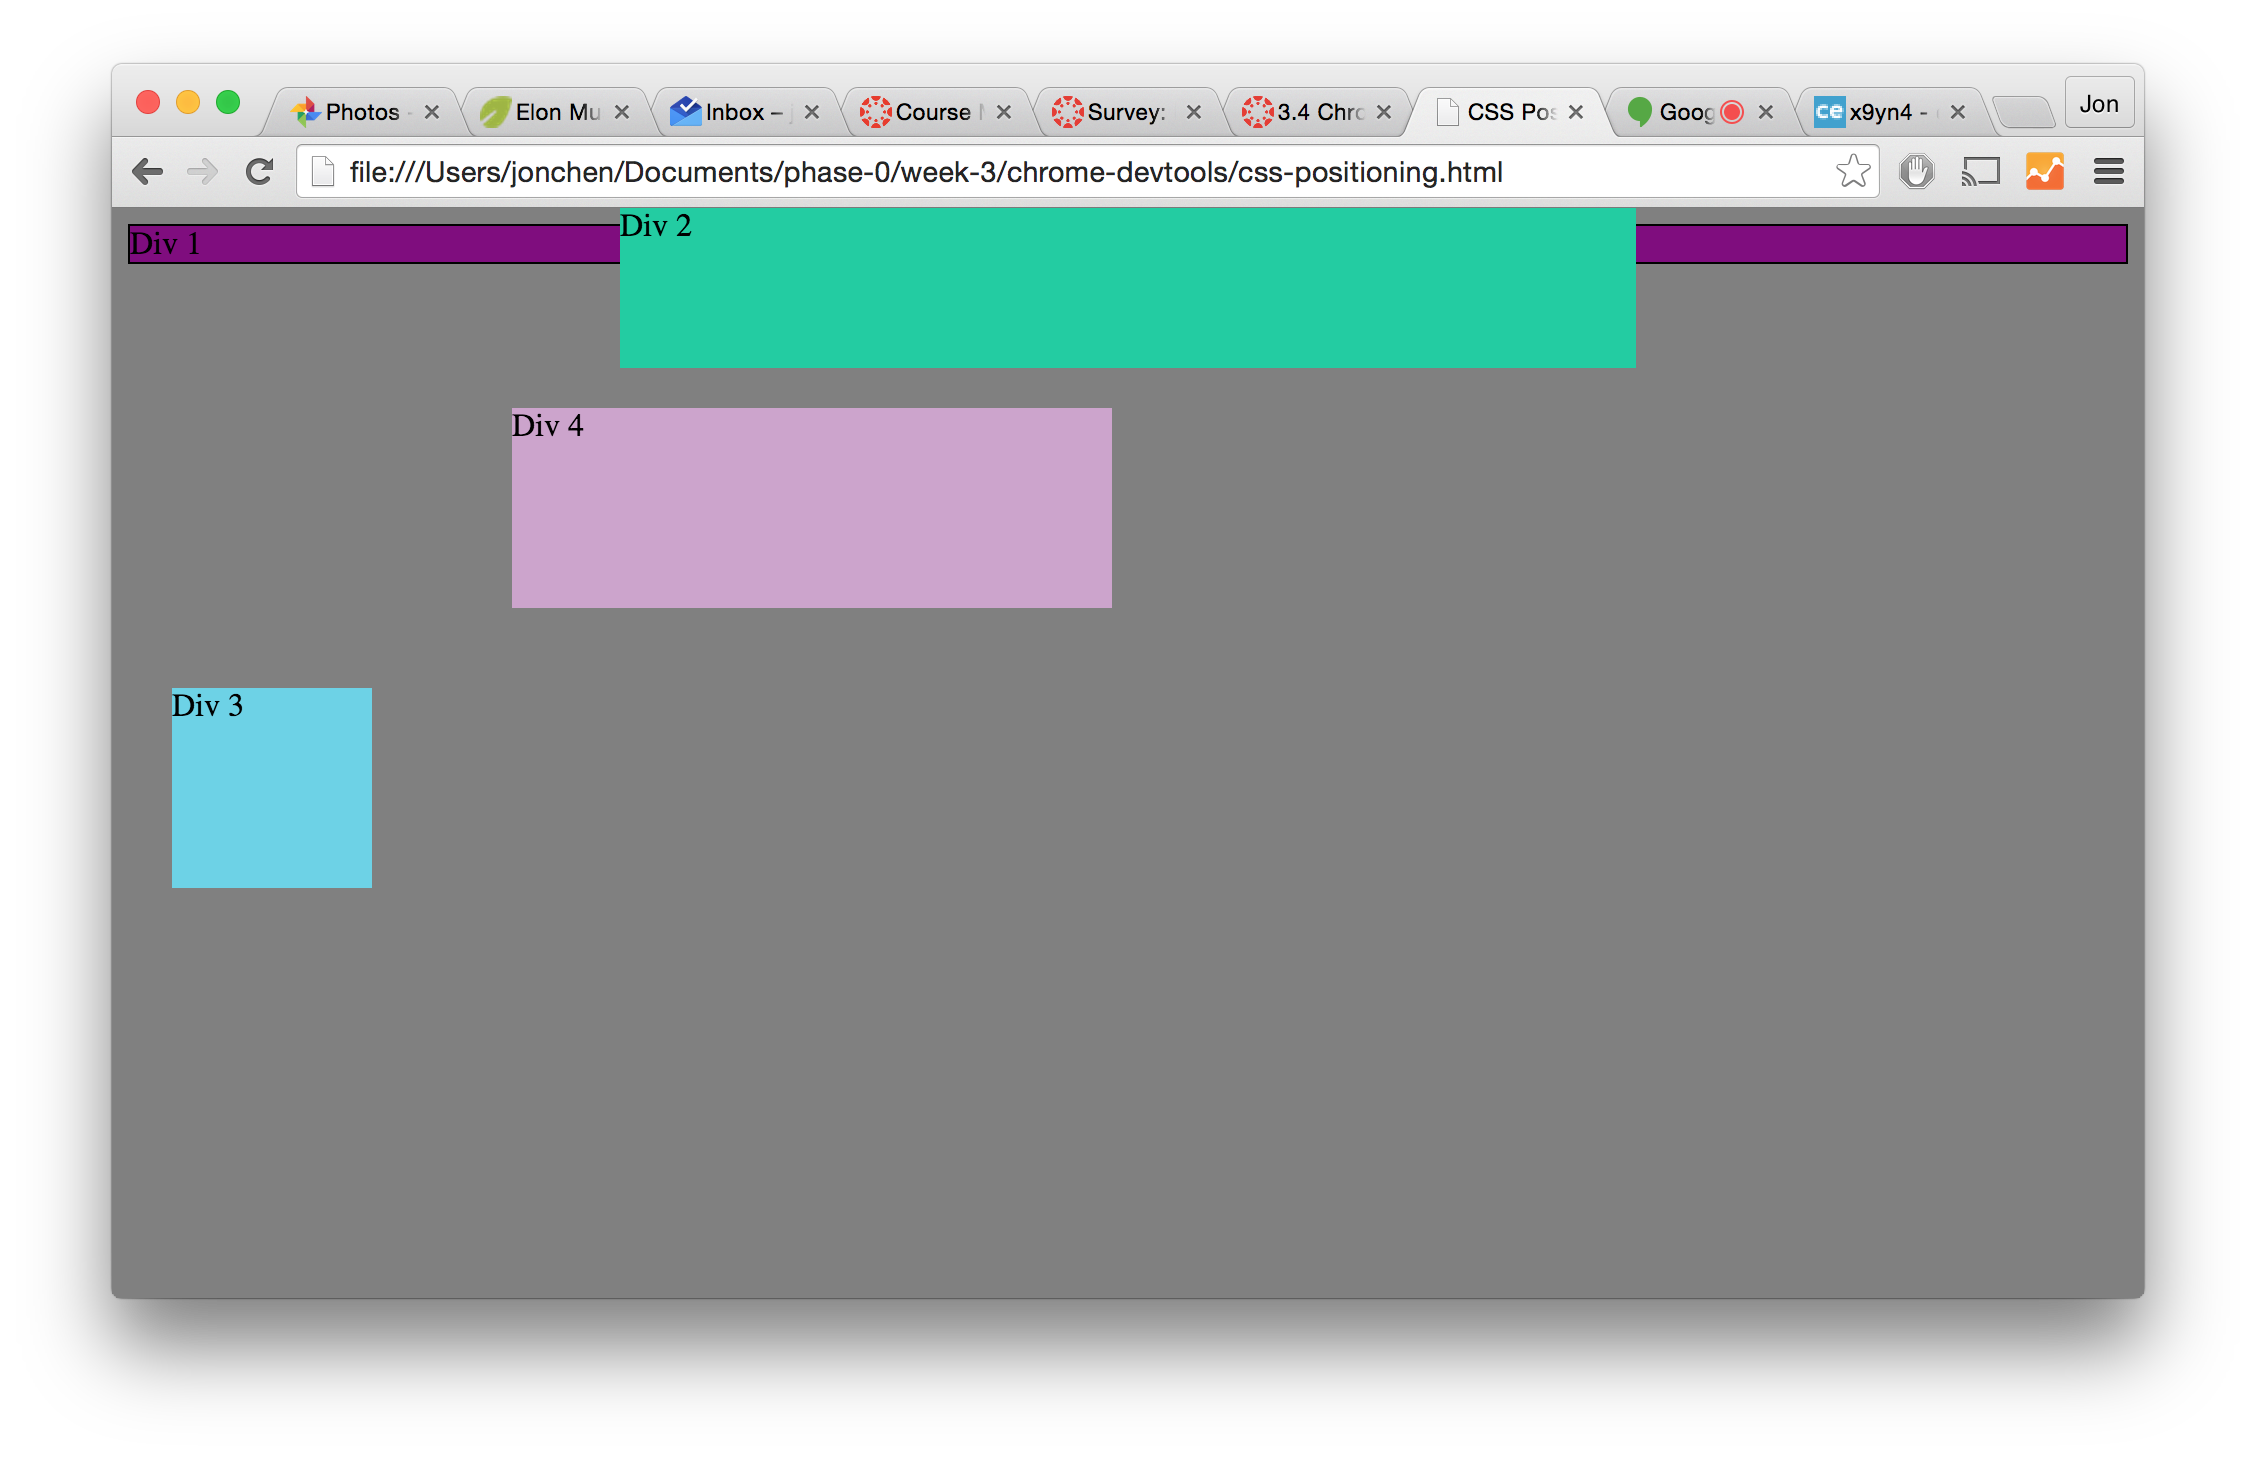 Photos -
Elon Mu
Inbox –
Course
Survey:
3.4 Chro
CSS Pos
Goog
ce x9yn4 -
Jon
file:///Users/jonchen/Documents/phase-0/week-3/chrome-devtools/css-positioning.html
Div 1
Div 2
Div 4
Div 3